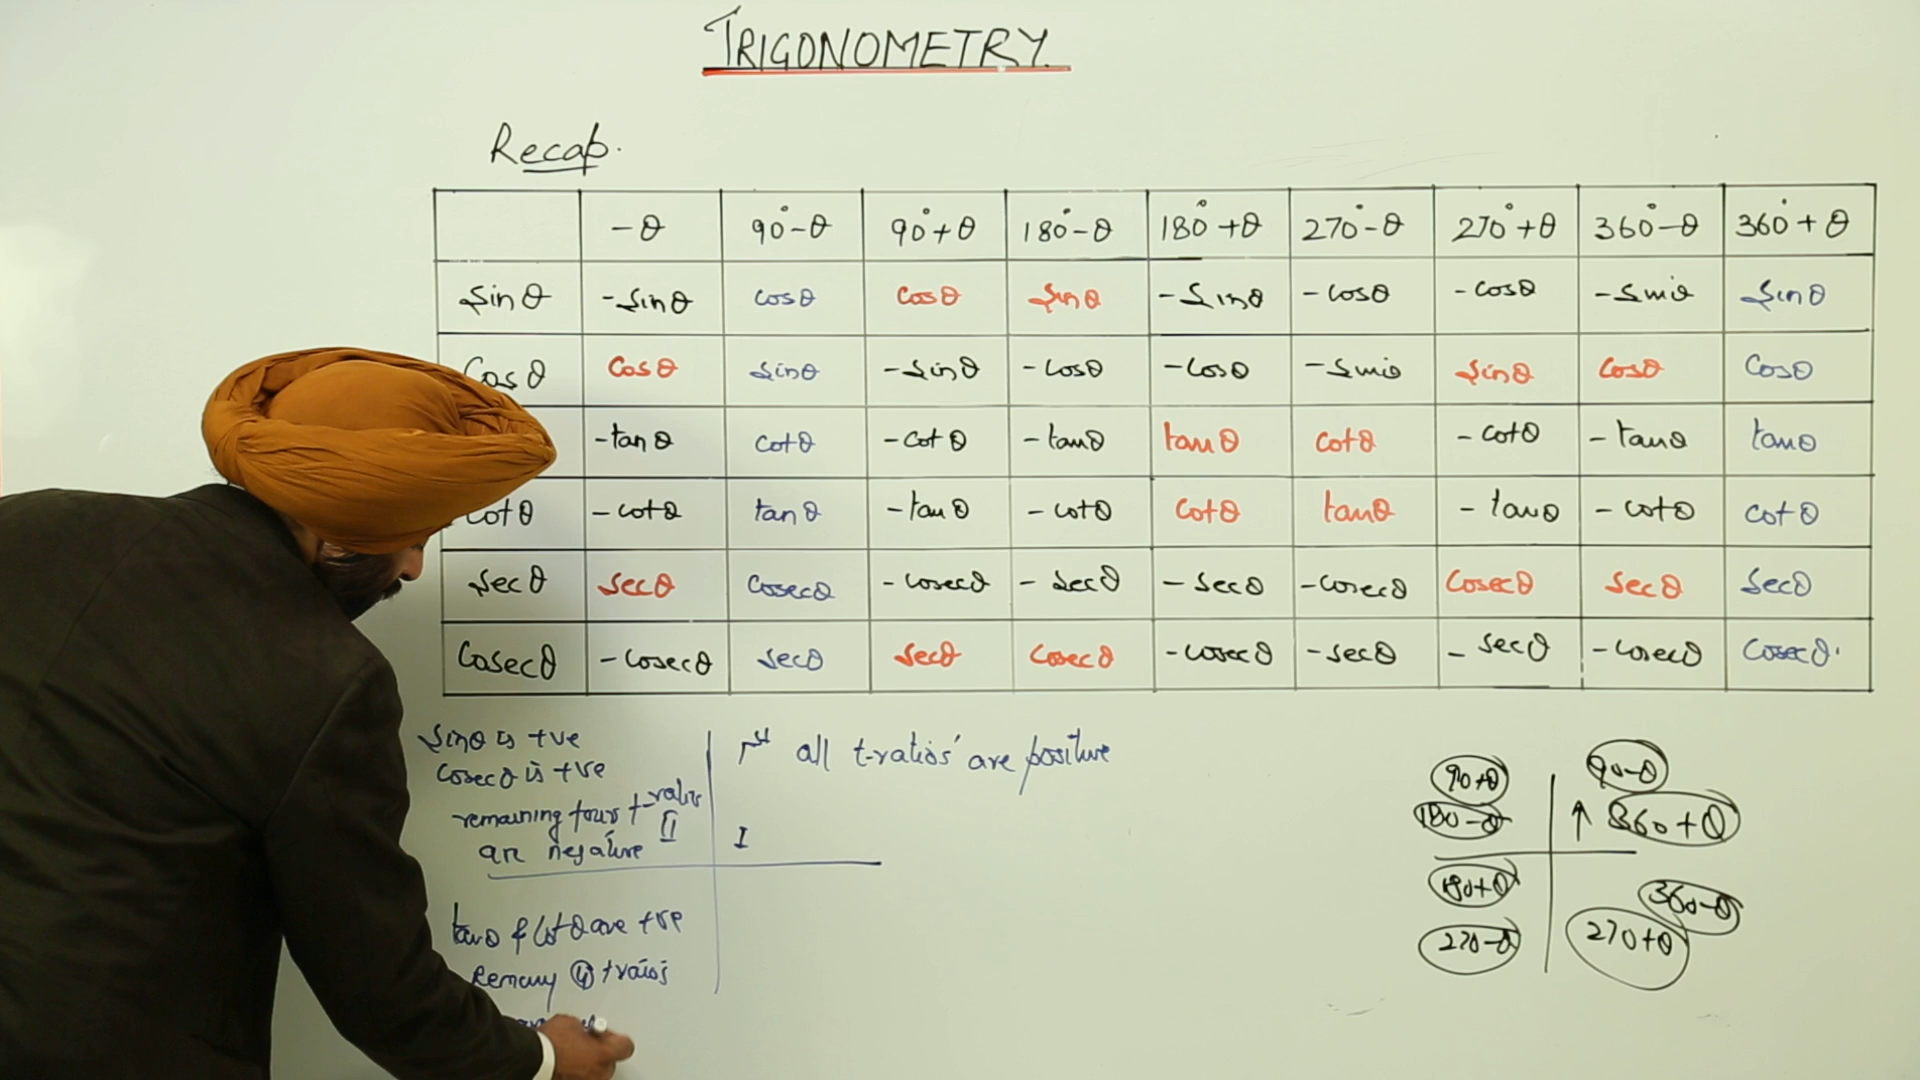 TRIGONOMETRY
Recap.
-θ 90°-θ 90°+θ 180°-θ 180°+θ 270°-θ 270°+θ 360°-θ 360°+θ
Sinθ -Sinθ Cosθ Cosθ Sinθ -Sinθ -Cosθ -Cosθ -Sinθ Sinθ
Cosθ Cosθ Sinθ -Sinθ -Cosθ -Cosθ -Sinθ Sinθ Cosθ Cosθ
-tanθ Cotθ -Cotθ -tanθ tanθ Cotθ -Cotθ -tanθ tanθ
Cotθ -Cotθ tanθ -tanθ -Cotθ Cotθ tanθ -tanθ -Cotθ Cotθ
Secθ Secθ Cosecθ -Cosecθ -Secθ -Secθ -Cosecθ Cosecθ Secθ Secθ
Cosecθ -Cosecθ Secθ Secθ Cosecθ -Cosecθ -Secθ -Secθ -Cosecθ Cosecθ.
Sinθ is +ve
Cosecθ is +ve
remaining four t-ratios
are negative II
Ist all t-ratios' are positive
I
tanθ & Cotθ are +ve
④ t-ratios
90+θ 90-θ
180-θ ↑ 360+θ
180+θ 360-θ
270-θ 270+θ